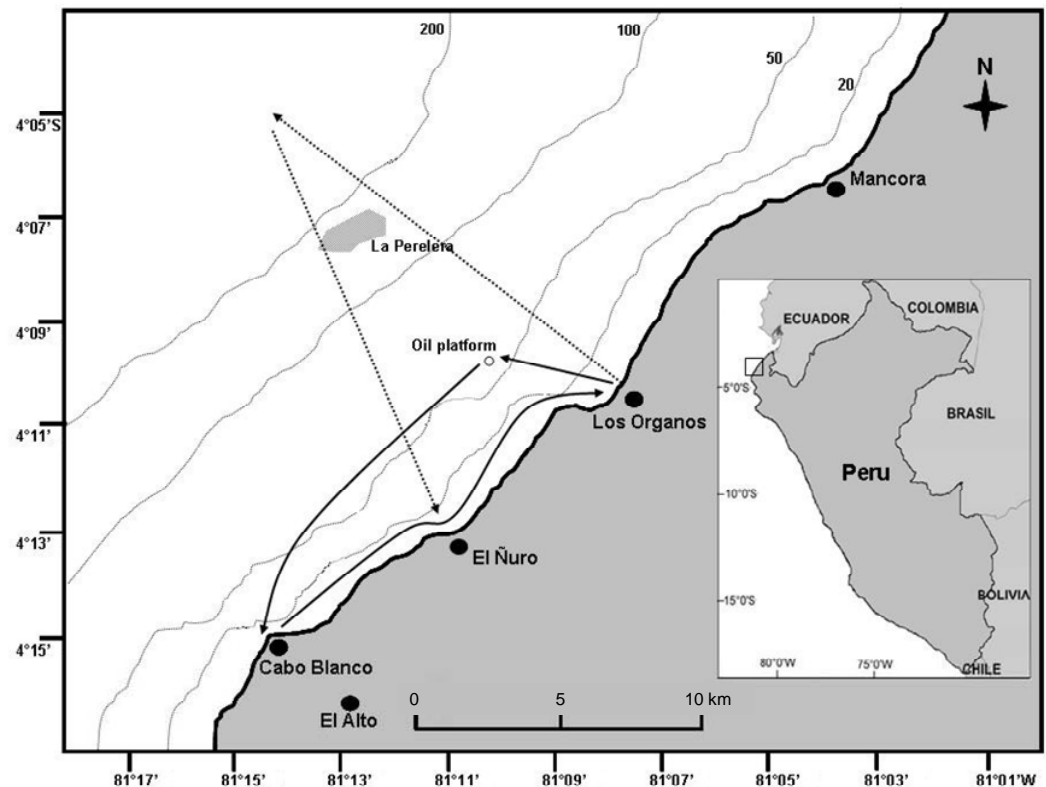 200
100
50
20
N
4°05'S
Mancora
4°07'
La Perelera
4°09'
Oil platform
4°11'
Los Organos
4°13'
El Ñuro
4°15'
Cabo Blanco
El Alto
0 5 10 km
ECUADOR
COLOMBIA
5°0'S
BRASIL
Peru
10°0'S
15°0'S
BOLIVIA
CHILE
80°0'W 75°0'W
81°17' 81°15' 81°13' 81°11' 81°09' 81°07' 81°05' 81°03' 81°01'W